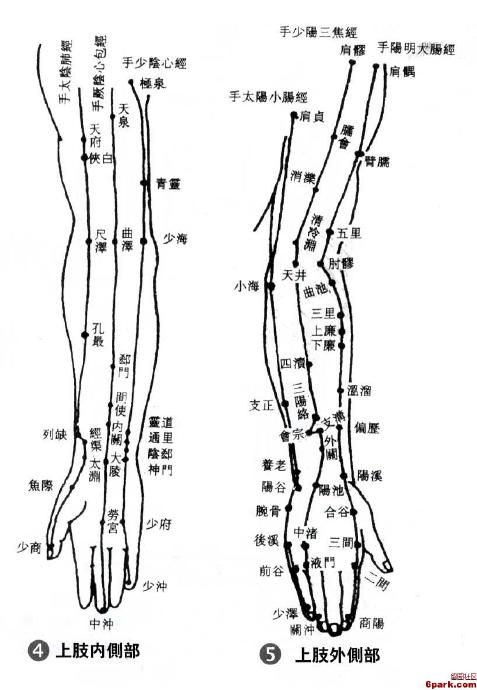 手太陰肺經
手厥陰心包經
手少陰心經
極泉
天泉
天府
俠白
青靈
尺澤
曲澤
少海
孔最
郄門
間使
內關
大陵
靈道
通里
陰郄
神門
列缺
經渠
太淵
魚際
勞宮
少府
少商
少沖
中沖
4 上肢内側部
手少陽三焦經
手陽明大腸經
肩髎
肩髃
手太陽小腸經
肩貞
臑會
臂臑
消濼
清冷淵
五里
天井
肘髎
曲池
小海
三里
上廉
下廉
四瀆
三陽絡
溫溜
支正
會宗
支溝
外關
偏歷
養老
陽谷
陽池
陽溪
腕骨
合谷
後溪
中渚
三間
前谷
液門
二間
少澤
關沖
商陽
5 上肢外側部
6park.com